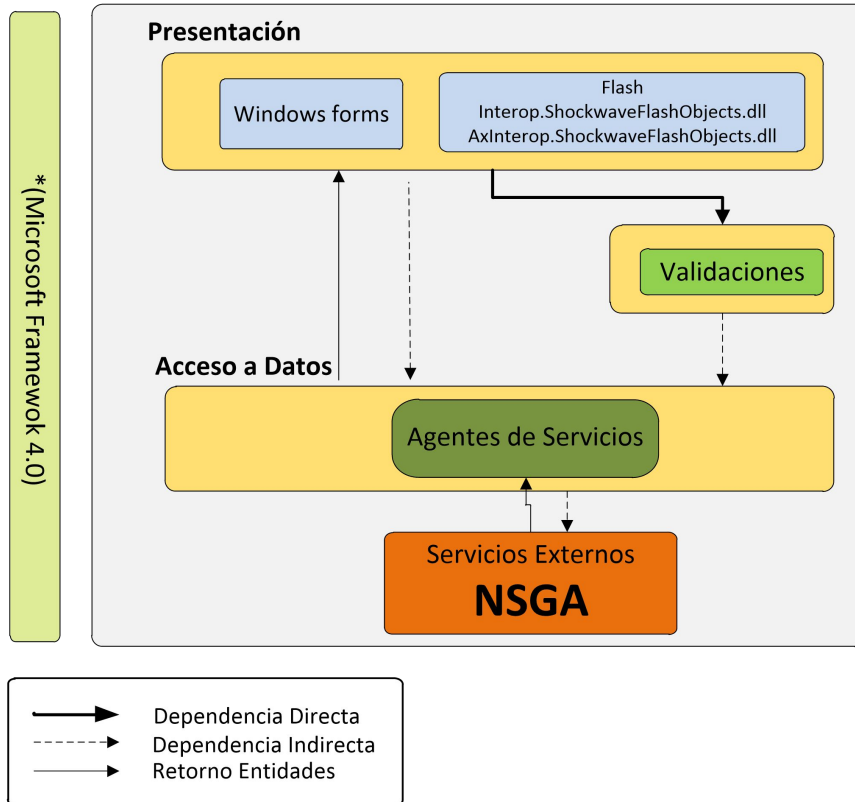 *(Microsoft Framewok 4.0)
Presentación
Windows forms
Flash
Interop.ShockwaveFlashObjects.dll
AxInterop.ShockwaveFlashObjects.dll
Validaciones
Acceso a Datos
Agentes de Servicios
Servicios Externos
NSGA
Dependencia Directa
Dependencia Indirecta
Retorno Entidades